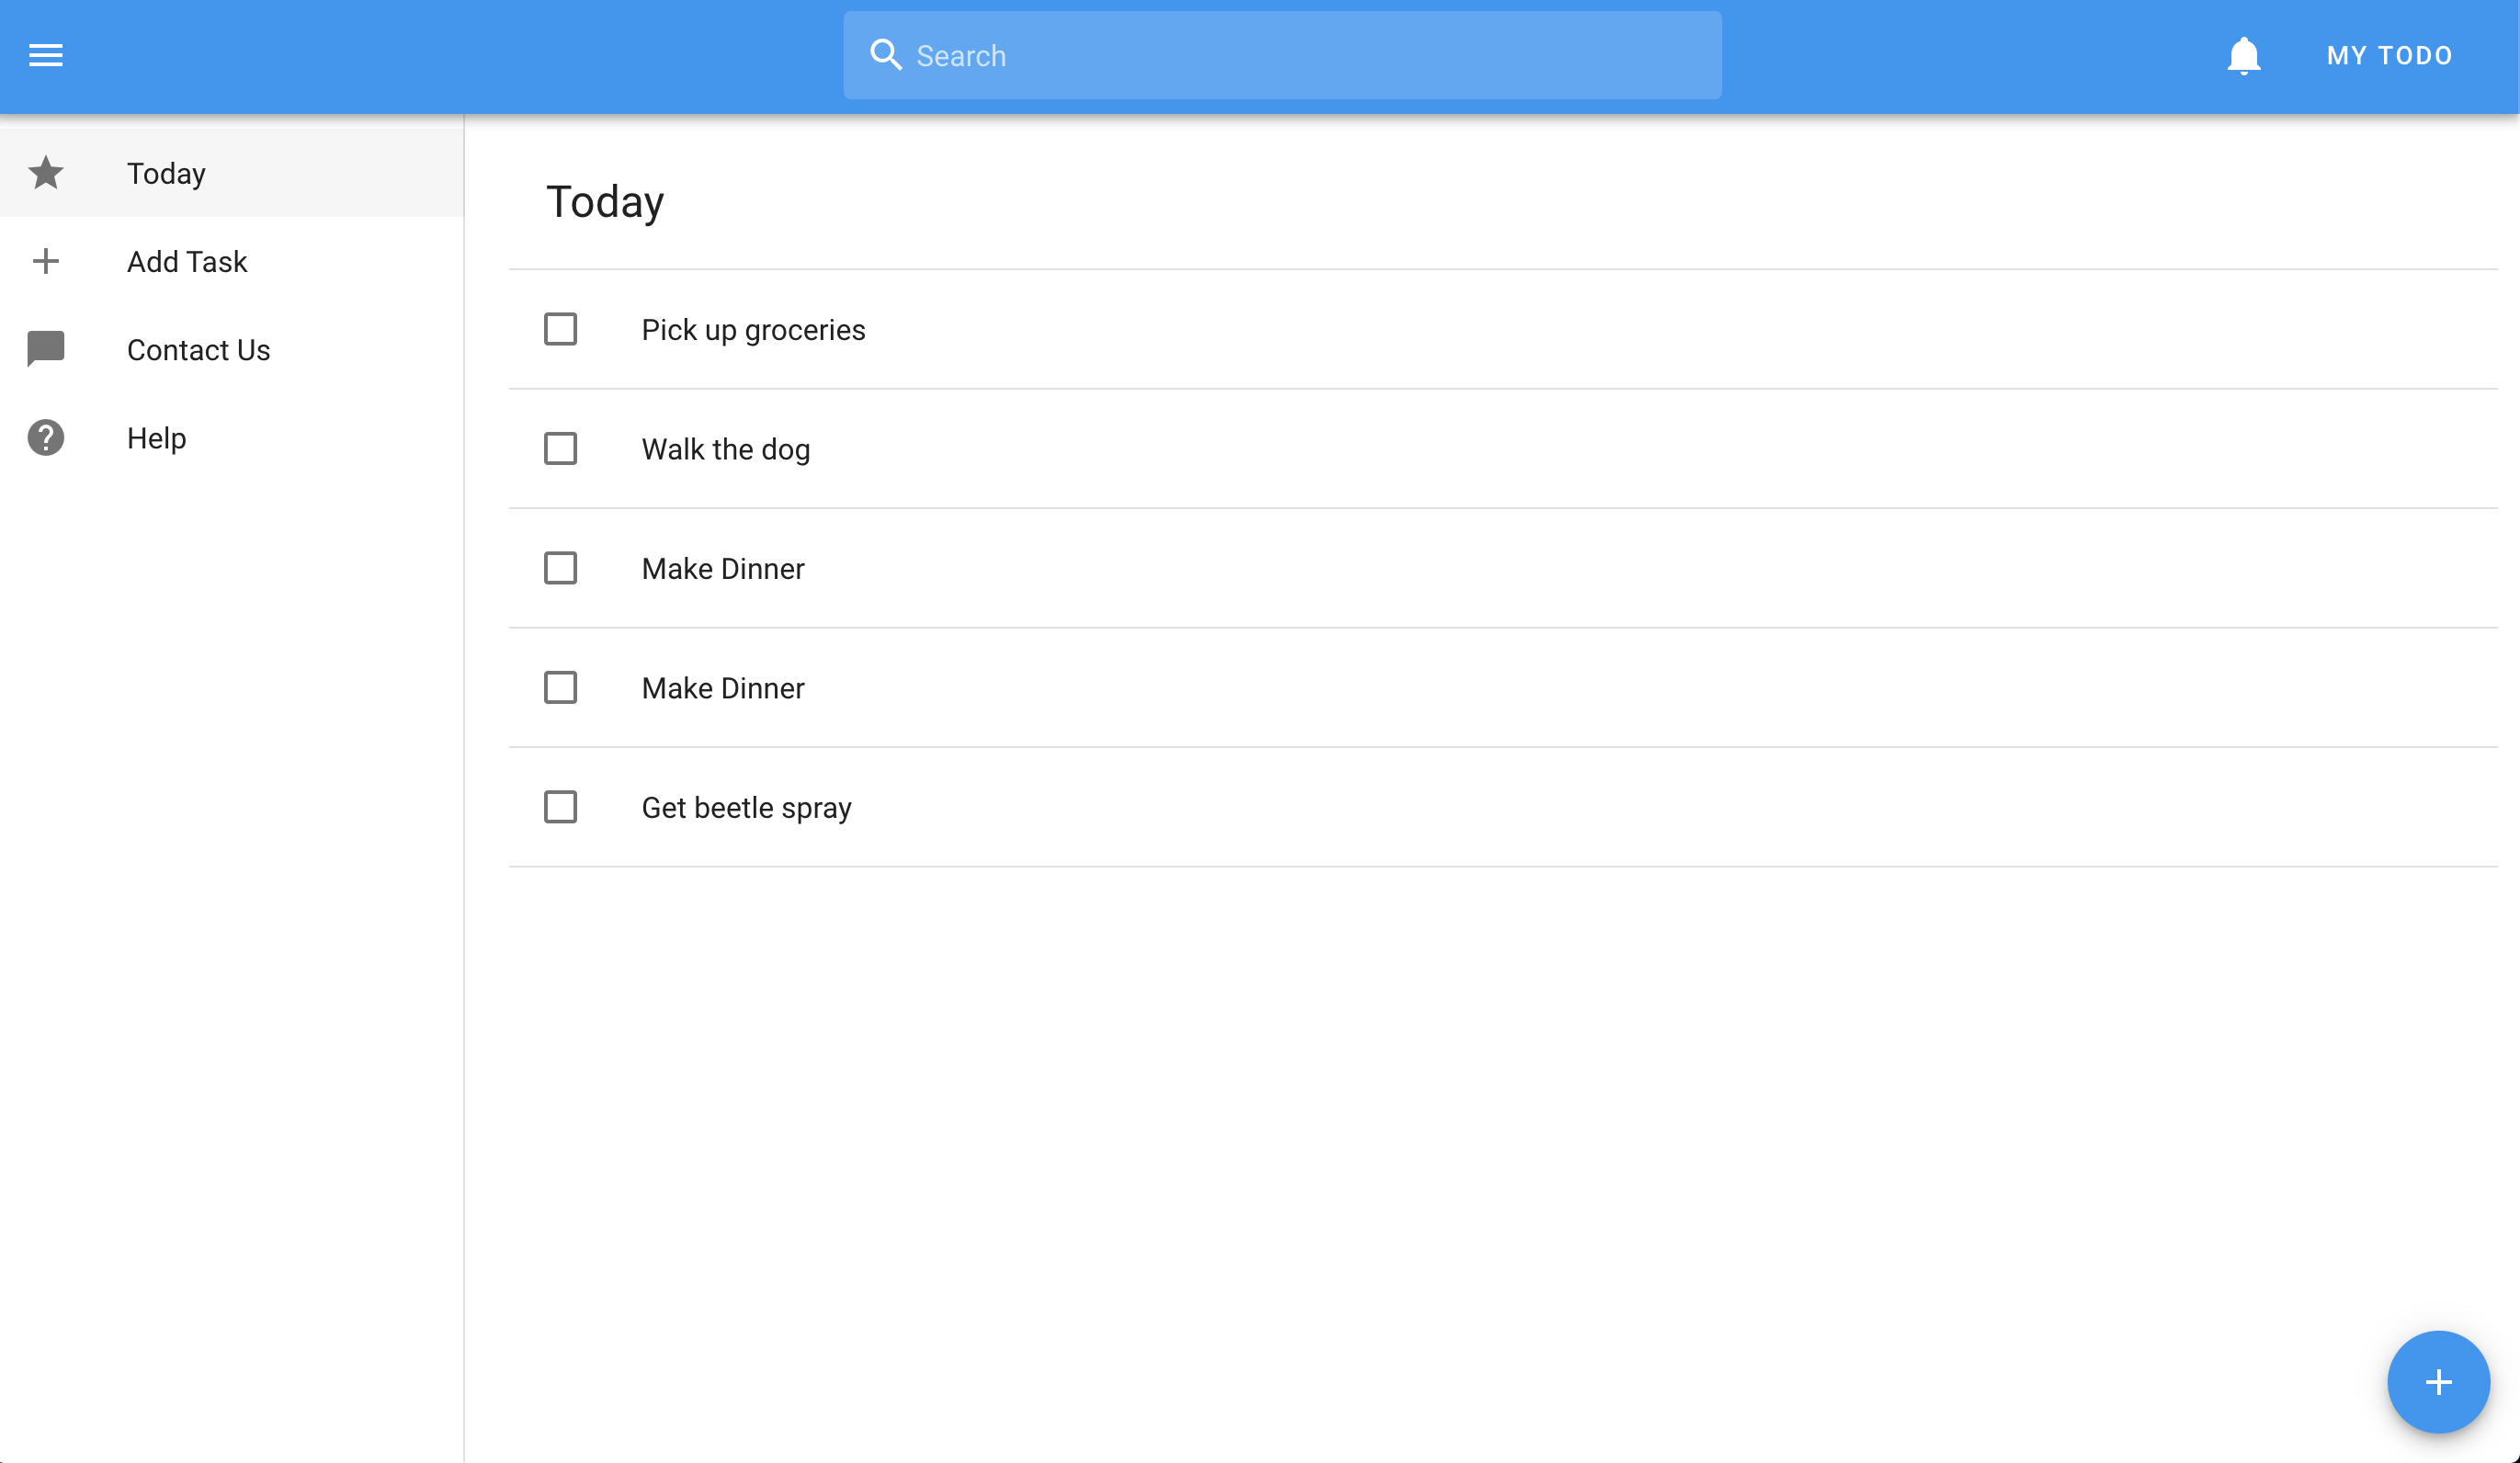 Search
MY TODO
Today
Add Task
Contact Us
Help
Today
Pick up groceries
Walk the dog
Make Dinner
Make Dinner
Get beetle spray